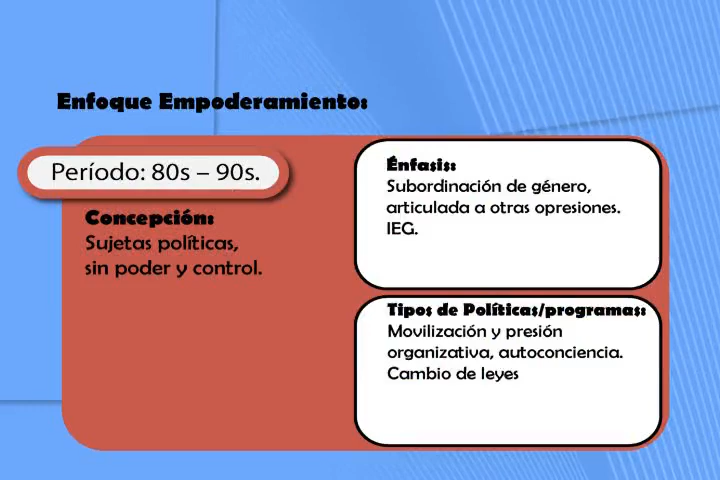 Enfoque Empoderamiento:
Período: 80s – 90s.
Concepción:
Sujetas políticas,
sin poder y control.
Énfasis:
Subordinación de género,
articulada a otras opresiones.
IEG.
Tipos de Políticas/programas:
Movilización y presión
organizativa, autoconciencia.
Cambio de leyes